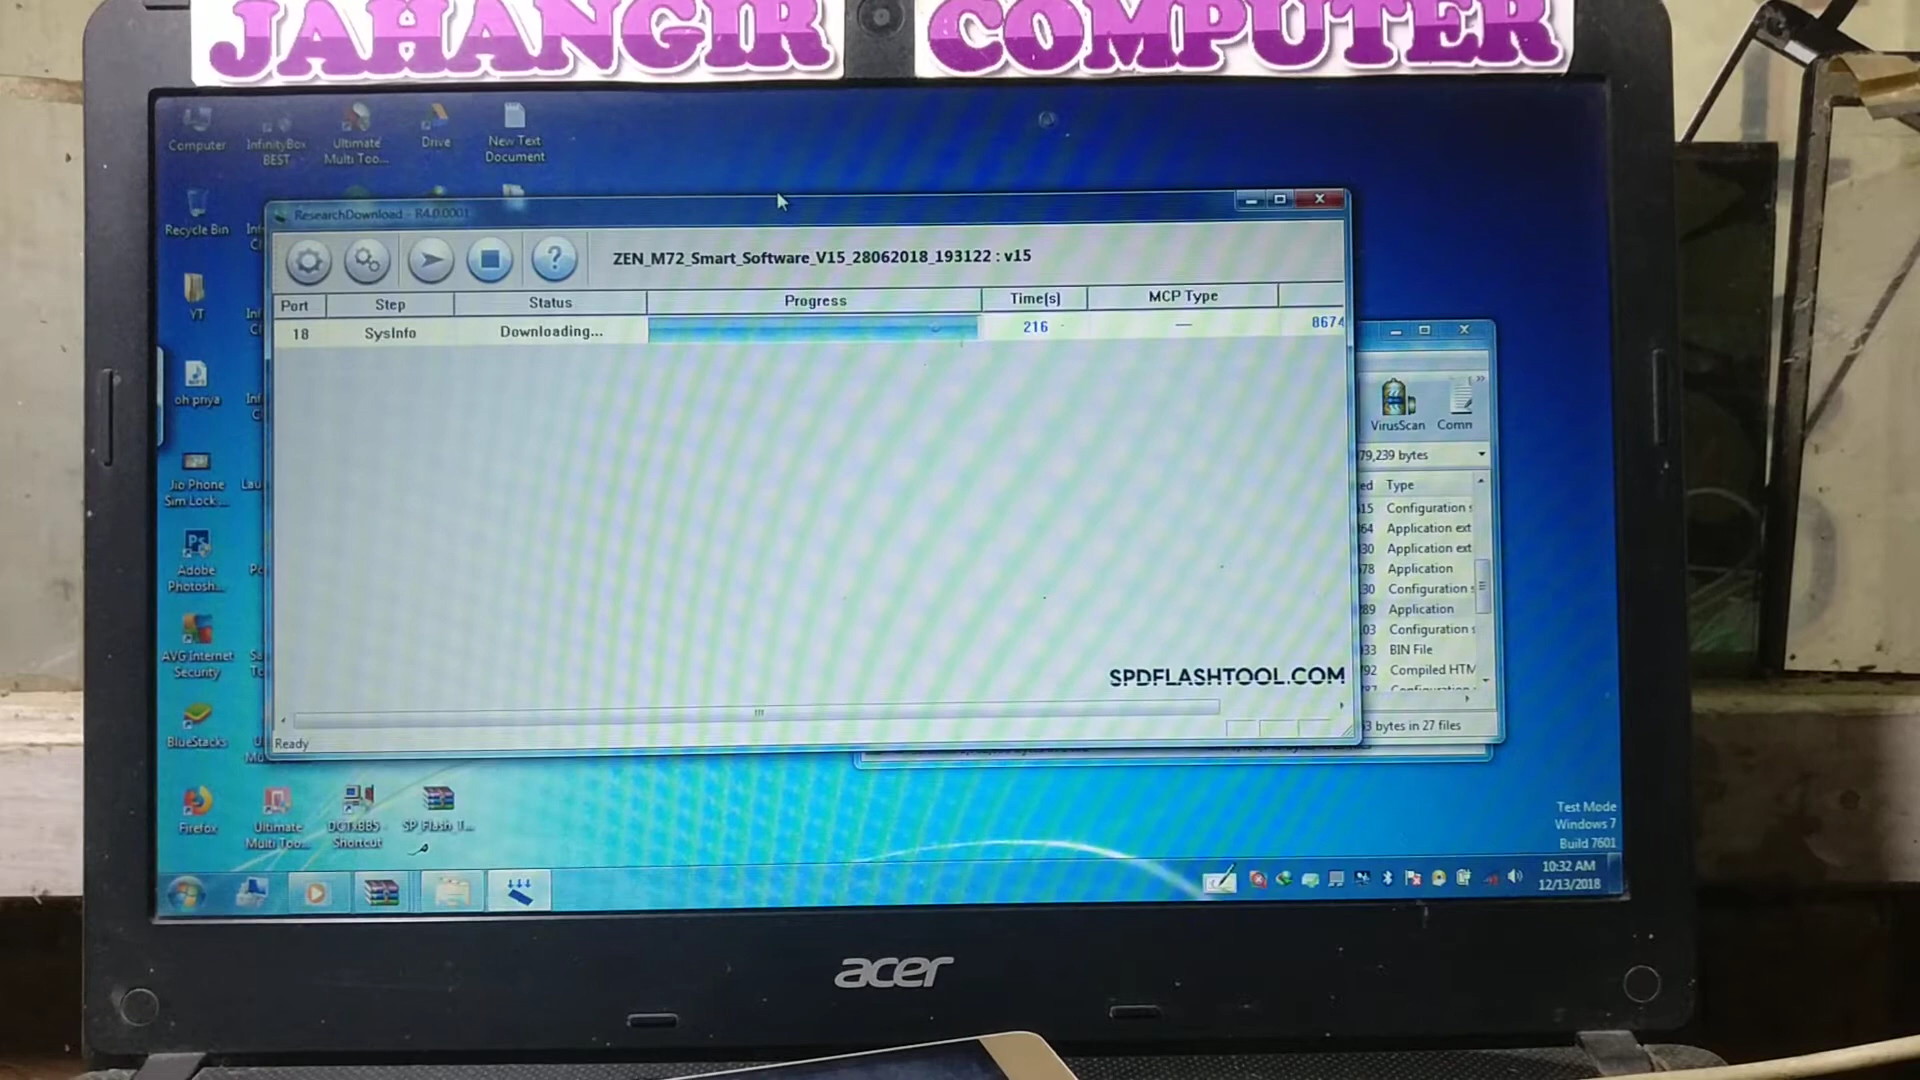 JAHANGIR COMPUTER
Computer
InfinityBox
BEST
Ultimate
Multi Too...
Drive
New Text
Document
Recycle Bin
YT
oh priya
Jio Phone
Sim Lock ...
Adobe
Photosh...
AVG Internet
Security
BlueStacks
Firefox
Ultimate
Multi Too...
Shortcut
SP_Flash_T...
ResearchDownload - R4.0.0001
ZEN_M72_Smart_Software_V15_28062018_193122 : v15
Port Step Status Progress Time(s) MCP Type
18 SysInfo Downloading... 216 — 8674
SPDFLASHTOOL.COM
Ready
VirusScan Comn
79,239 bytes
ed Type
Configuration s
Application ext
Application ext
Application
Configuration s
Application
Configuration s
BIN File
Compiled HTM
3 bytes in 27 files
Test Mode
Windows 7
Build 7601
10:32 AM
12/13/2018
acer